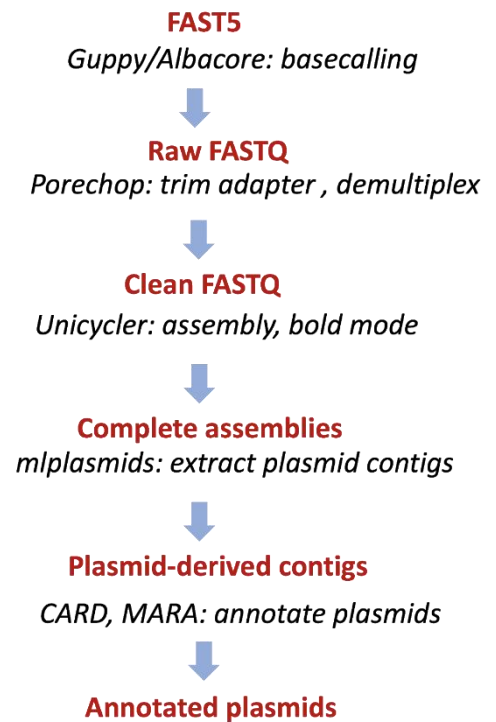 FAST5
Guppy/Albacore: basecalling
Raw FASTQ
Porechop: trim adapter , demultiplex
Clean FASTQ
Unicycler: assembly, bold mode
Complete assemblies
mlplasmids: extract plasmid contigs
Plasmid-derived contigs
CARD, MARA: annotate plasmids
Annotated plasmids